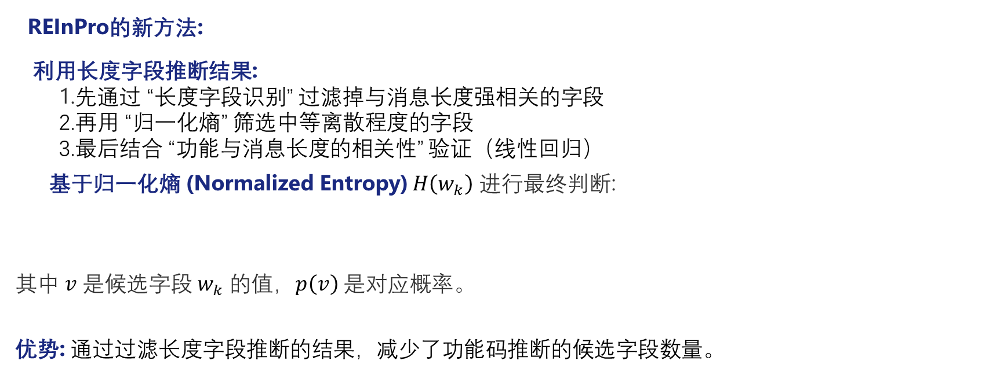 REInPro的新方法:
利用长度字段推断结果:
1.先通过 “长度字段识别” 过滤掉与消息长度强相关的字段
2.再用 “归一化熵” 筛选中等离散程度的字段
3.最后结合 “功能与消息长度的相关性” 验证（线性回归）
基于归一化熵 (Normalized Entropy) H(w_k) 进行最终判断:
其中 v 是候选字段 w_k 的值，p(v) 是对应概率。
优势: 通过过滤长度字段推断的结果，减少了功能码推断的候选字段数量。